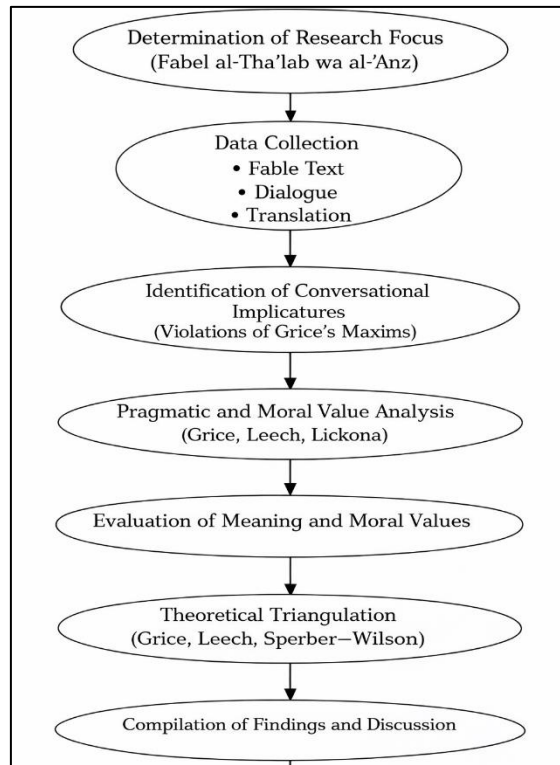 Determination of Research Focus
(Fabel al-Tha’lab wa al-’Anz)
Data Collection
• Fable Text
• Dialogue
• Translation
Identification of Conversational
Implicatures
(Violations of Grice’s Maxims)
Pragmatic and Moral Value Analysis
(Grice, Leech, Lickona)
Evaluation of Meaning and Moral Values
Theoretical Triangulation
(Grice, Leech, Sperber–Wilson)
Compilation of Findings and Discussion